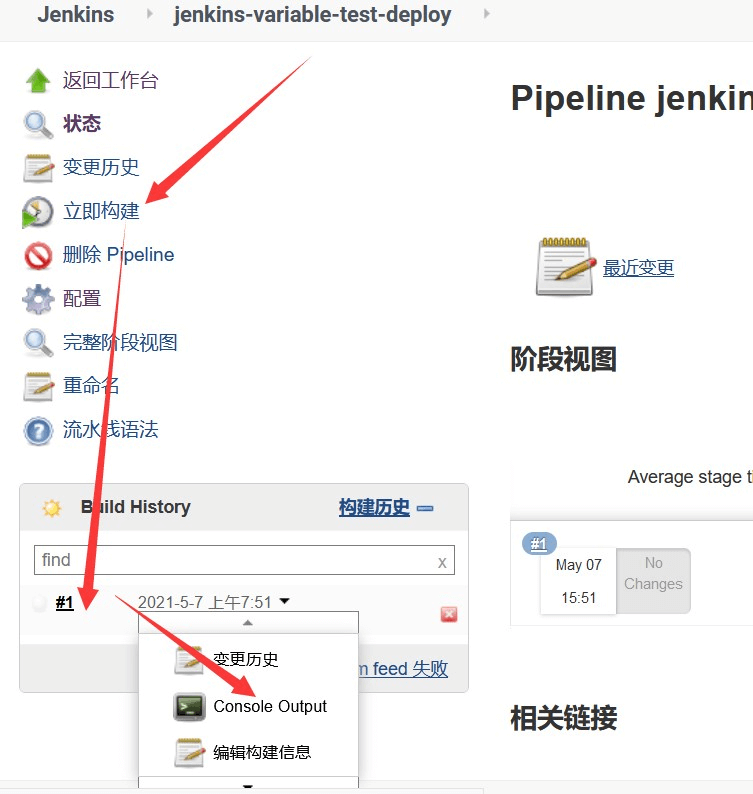 Jenkins jenkins-variable-test-deploy
返回工作台
状态
变更历史
立即构建
删除 Pipeline
配置
完整阶段视图
重命名
流水线语法
Build History 构建历史
find x
#1 2021-5-7 上午7:51
变更历史
m feed 失败
Console Output
编辑构建信息
Pipeline jenkin
最近变更
阶段视图
Average stage ti
#1
May 07
15:51
No
Changes
相关链接